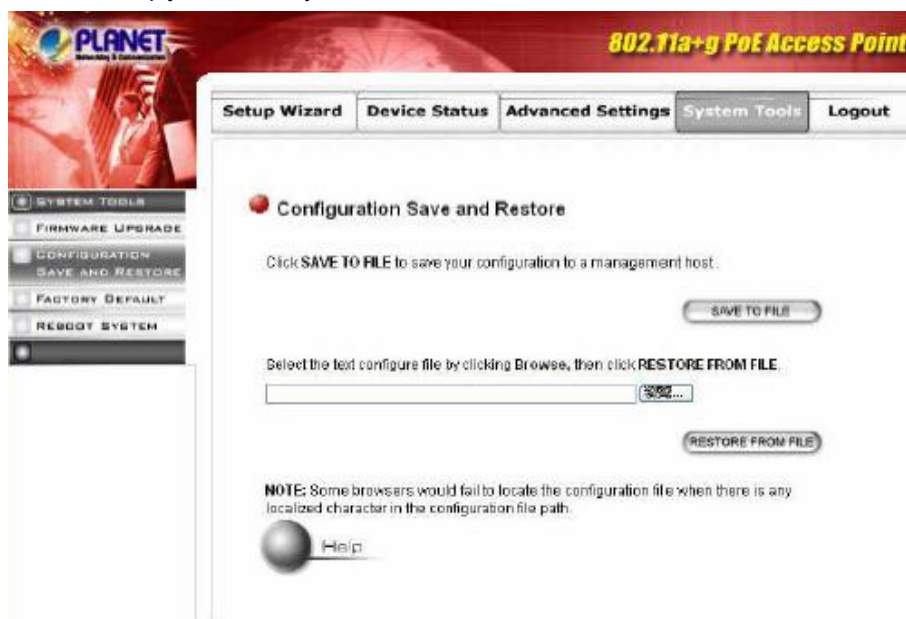 PLANET
Networking & Communication
802.11a+g PoE Access Point
Setup Wizard
Device Status
Advanced Settings
System Tools
Logout
SYSTEM TOOLS
FIRMWARE UPGRADE
CONFIGURATION
SAVE AND RESTORE
FACTORY DEFAULT
REBOOT SYSTEM
Configuration Save and Restore
Click SAVE TO FILE to save your configuration to a management host.
SAVE TO FILE
Select the text configure file by clicking Browse, then click RESTORE FROM FILE.
...
RESTORE FROM FILE
NOTE: Some browsers would fail to locate the configuration file when there is any
localized character in the configuration file path.
Help